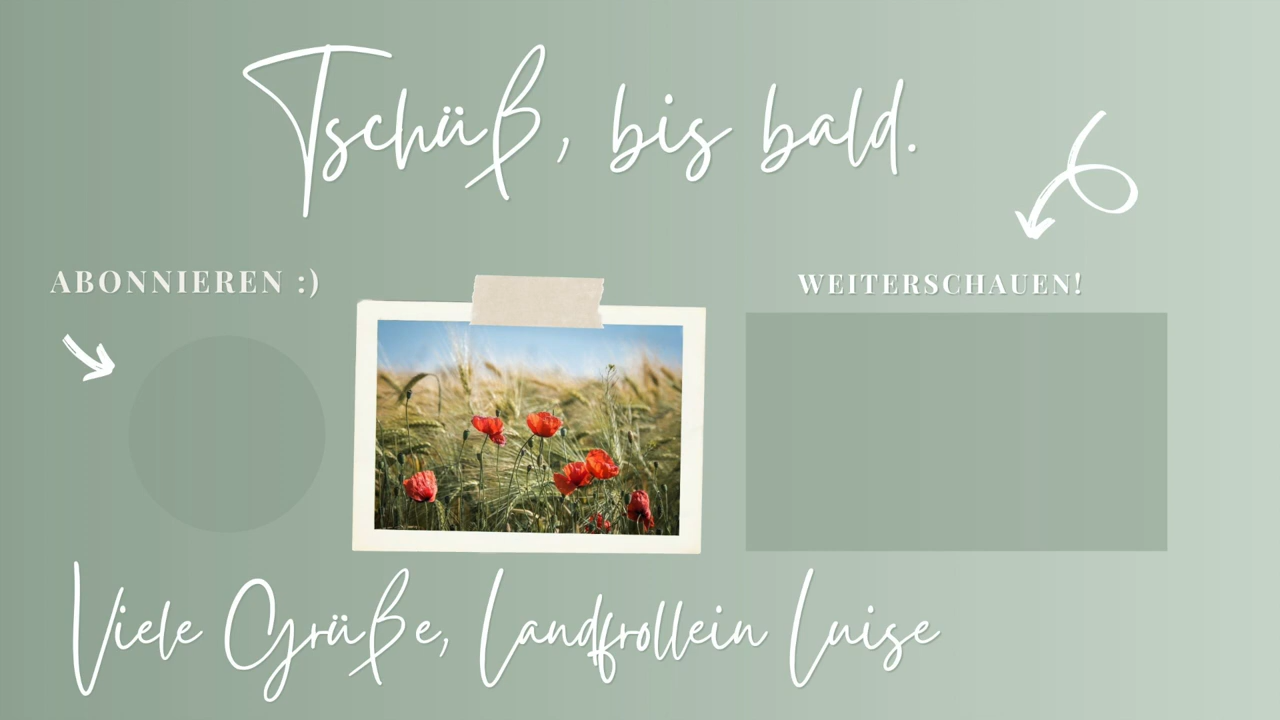 Tschüß, bis bald.
ABONNIEREN :)
WEITERSCHAUEN!
Viele Grüße, Landfrollein Luise